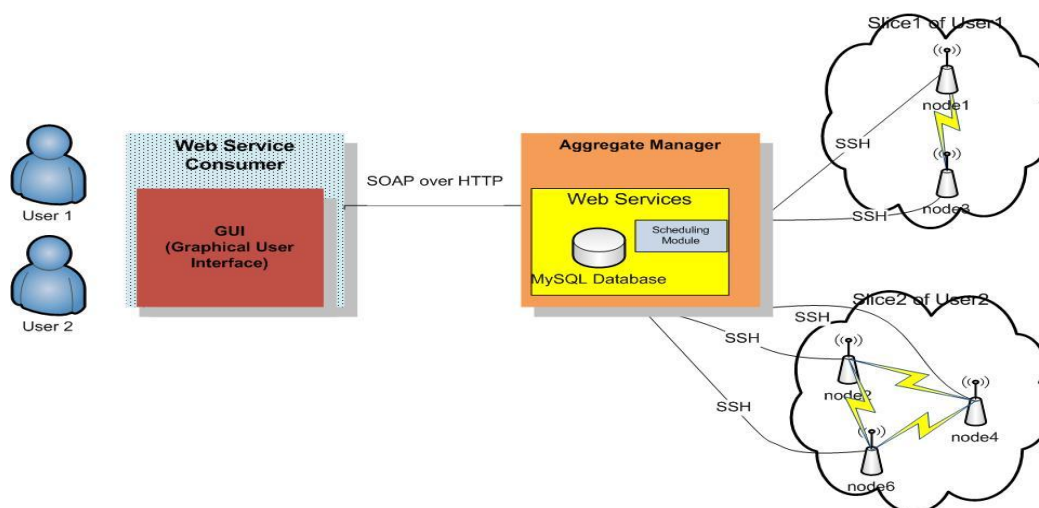 User 1
User 2
Web Service
Consumer
GUI
(Graphical User
Interface)
SOAP over HTTP
Aggregate Manager
Web Services
Scheduling
Module
MySQL Database
Slice1 of User1
node1
SSH
SSH
node3
Slice2 of User2
SSH
SSH
node2
SSH
node4
node6